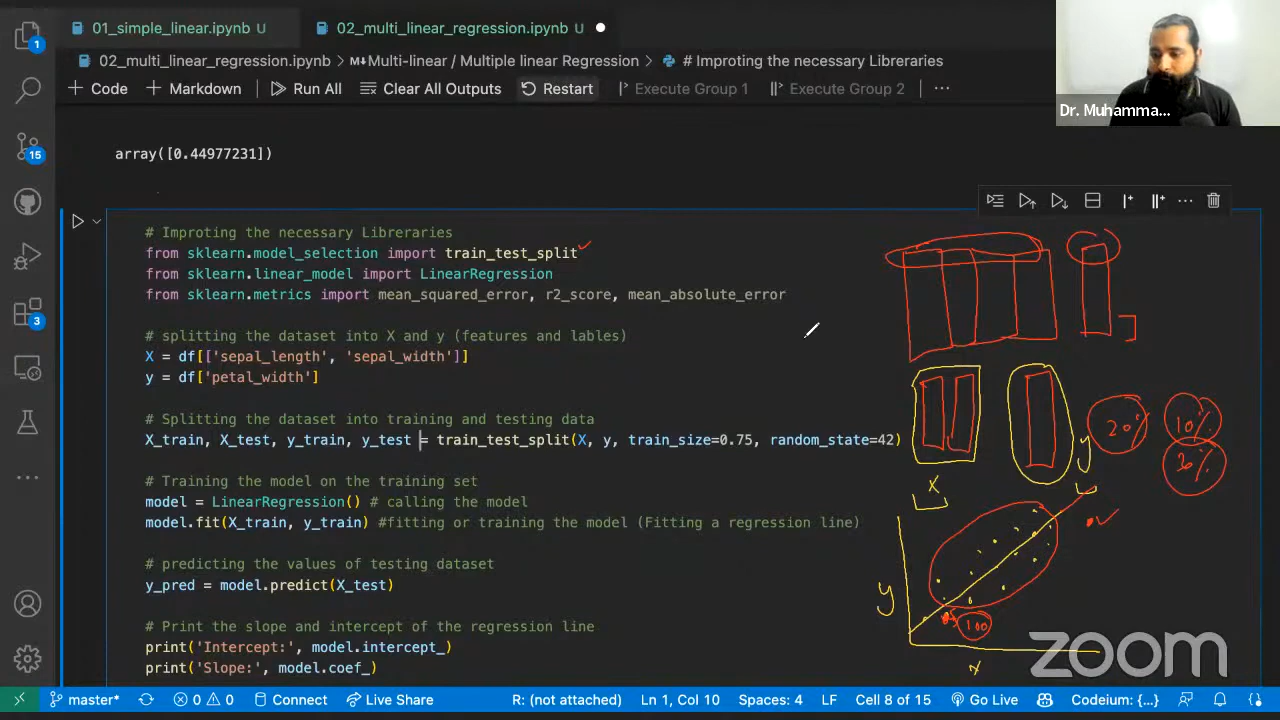 01_simple_linear.ipynb U
02_multi_linear_regression.ipynb U
02_multi_linear_regression.ipynb > Multi-linear / Multiple linear Regression > # Improting the necessary Libreraries
+ Code + Markdown Run All Clear All Outputs Restart Execute Group 1 Execute Group 2 ...
Dr. Muhamma...
1
15
3
array([0.44977231])
# Improting the necessary Libreraries
from sklearn.model_selection import train_test_split
from sklearn.linear_model import LinearRegression
from sklearn.metrics import mean_squared_error, r2_score, mean_absolute_error
# splitting the dataset into X and y (features and lables)
X = df[['sepal_length', 'sepal_width']]
y = df['petal_width']
# Splitting the dataset into training and testing data
X_train, X_test, y_train, y_test = train_test_split(X, y, train_size=0.75, random_state=42)
# Training the model on the training set
model = LinearRegression() # calling the model
model.fit(X_train, y_train) #fitting or training the model (Fitting a regression line)
# predicting the values of testing dataset
y_pred = model.predict(X_test)
# Print the slope and intercept of the regression line
print('Intercept:', model.intercept_)
print('Slope:', model.coef_)
20%
10%
X
y
y
100
x
zoom
master* 0 0 Connect Live Share R: (not attached) Ln 1, Col 10 Spaces: 4 LF Cell 8 of 15 Go Live Codeium: {...}